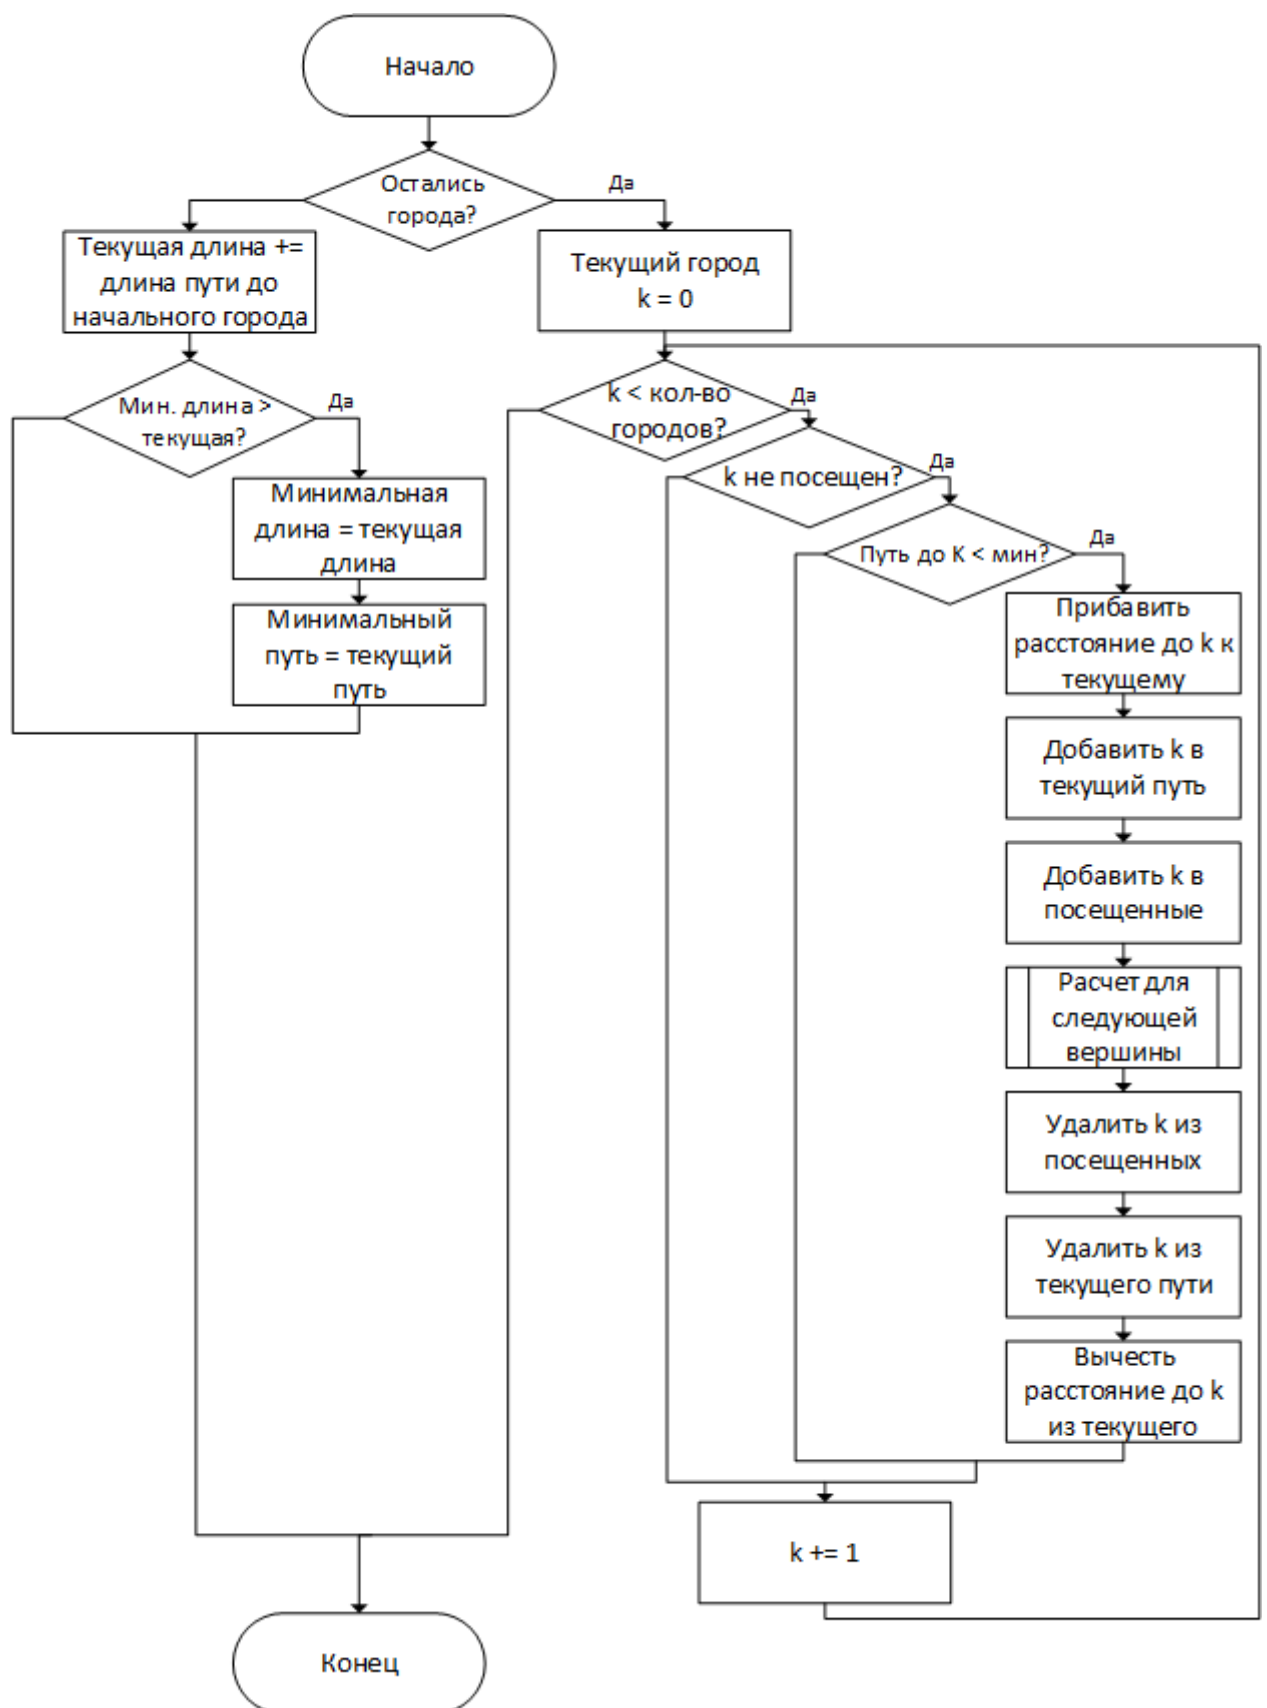 Начало
Остались
города?
Да
Текущая длина +=
длина пути до
начального города
Текущий город
k = 0
Мин. длина >
текущая?
Да
k < кол-во
городов?
Да
k не посещен?
Да
Минимальная
длина = текущая
длина
Путь до K < мин?
Да
Минимальный
путь = текущий
путь
Прибавить
расстояние до k к
текущему
Добавить k в
текущий путь
Добавить k в
посещенные
Расчет для
следующей
вершины
Удалить k из
посещенных
Удалить k из
текущего пути
Вычесть
расстояние до k
из текущего
k += 1
Конец